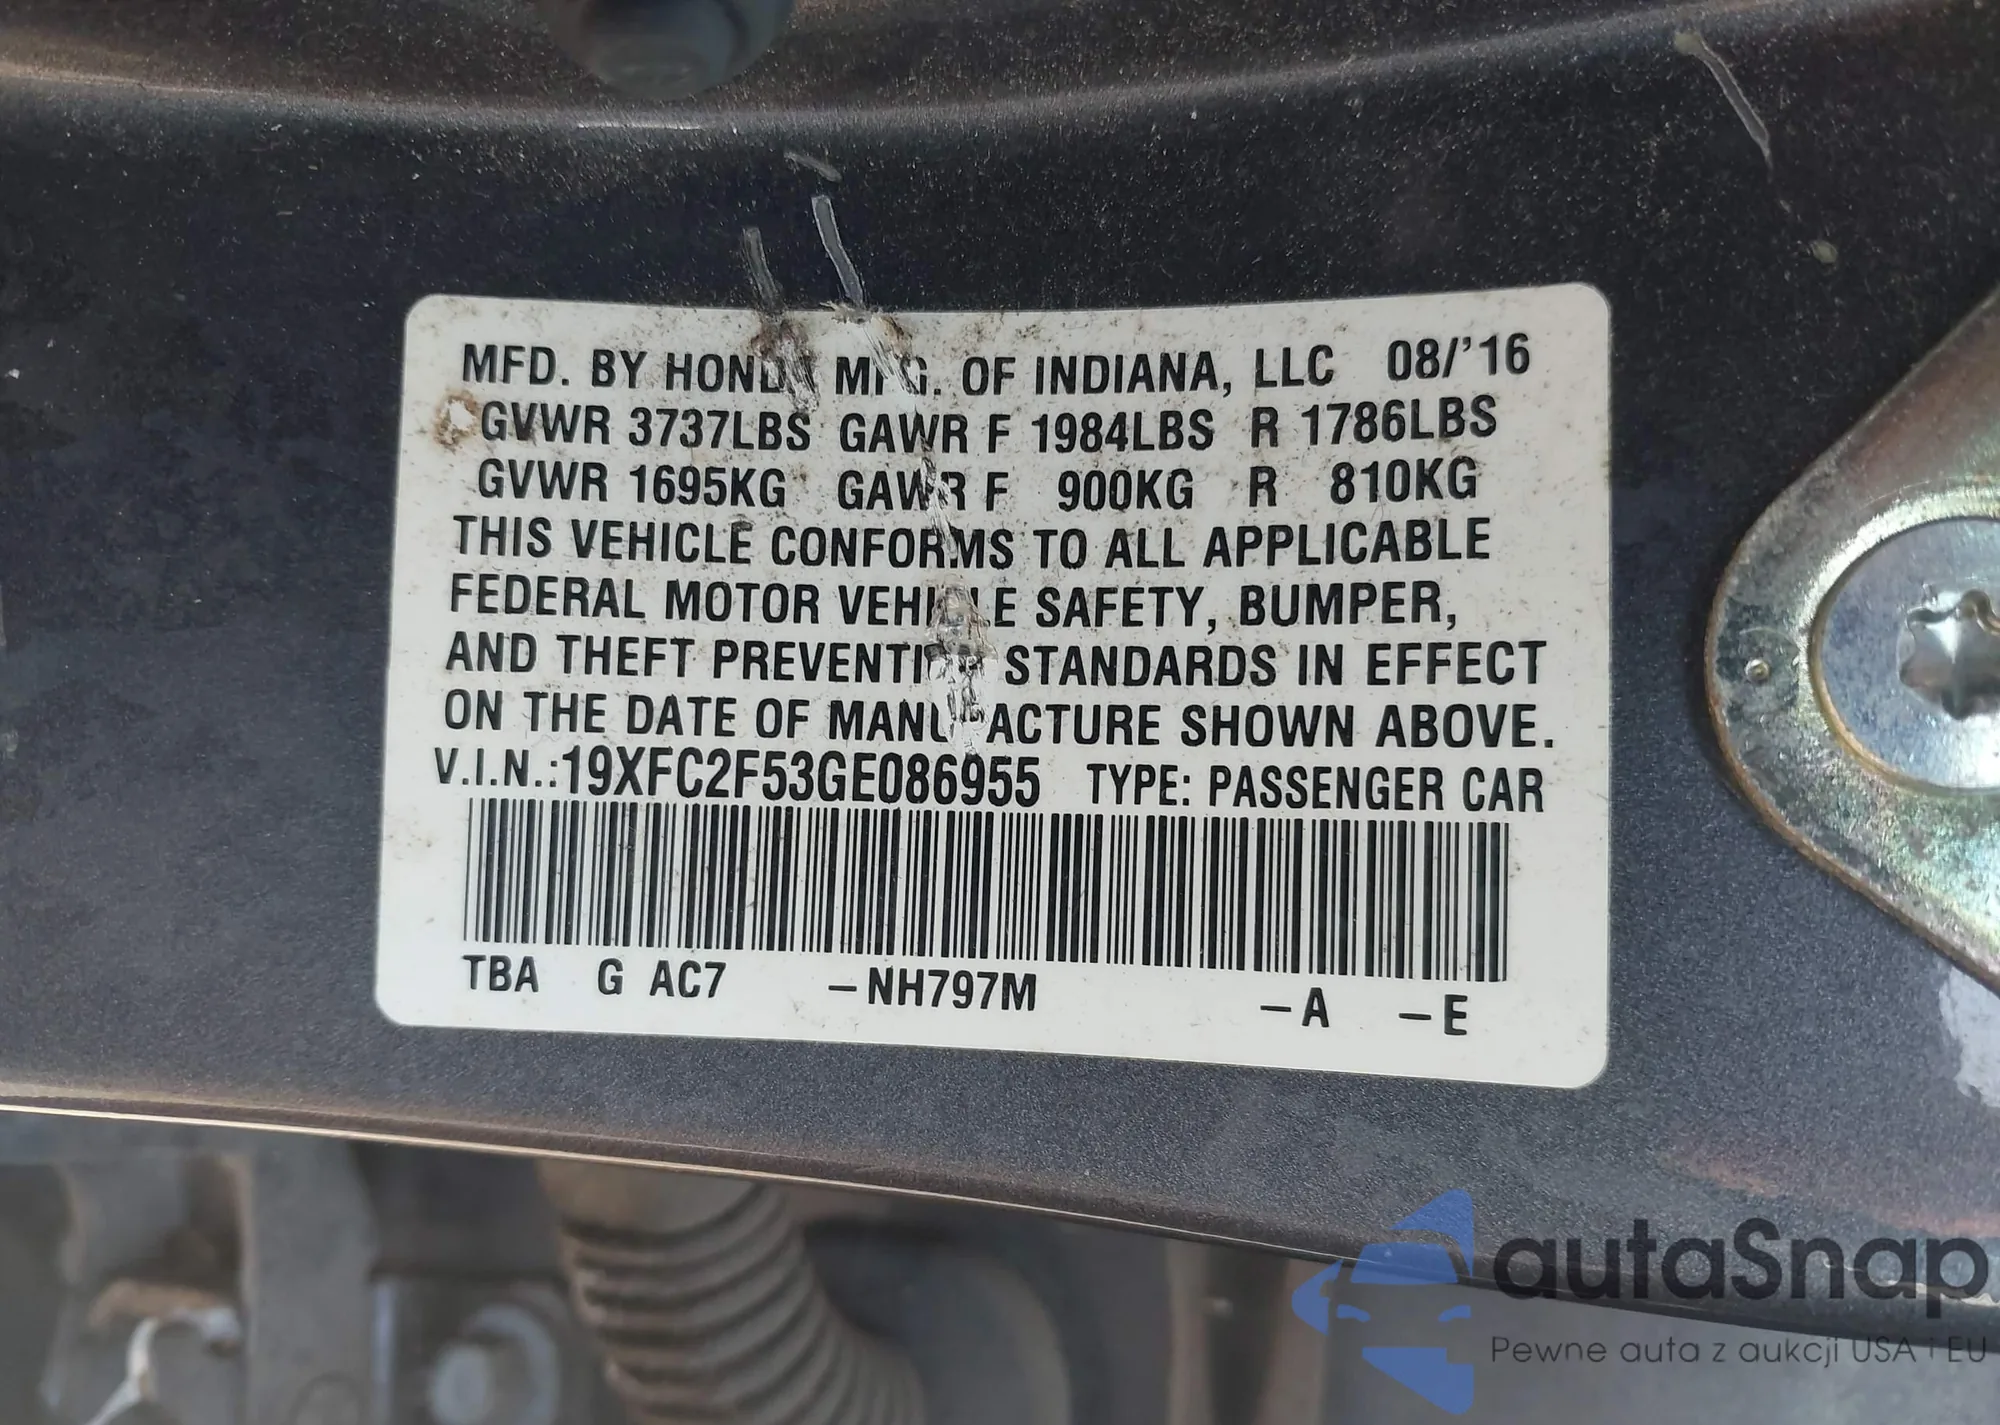 MFD. BY HONDA MFG. OF INDIANA, LLC 08/'16
GVWR 3737LBS GAWR F 1984LBS R 1786LBS
GVWR 1695KG GAWR F 900KG R 810KG
THIS VEHICLE CONFORMS TO ALL APPLICABLE
FEDERAL MOTOR VEHICLE SAFETY, BUMPER,
AND THEFT PREVENTION STANDARDS IN EFFECT
ON THE DATE OF MANUFACTURE SHOWN ABOVE.
V.I.N.:19XFC2F53GE086955 TYPE: PASSENGER CAR
TBA G AC7 -NH797M -A -E
autaSnap
Pewne auta z aukcji USA i EU